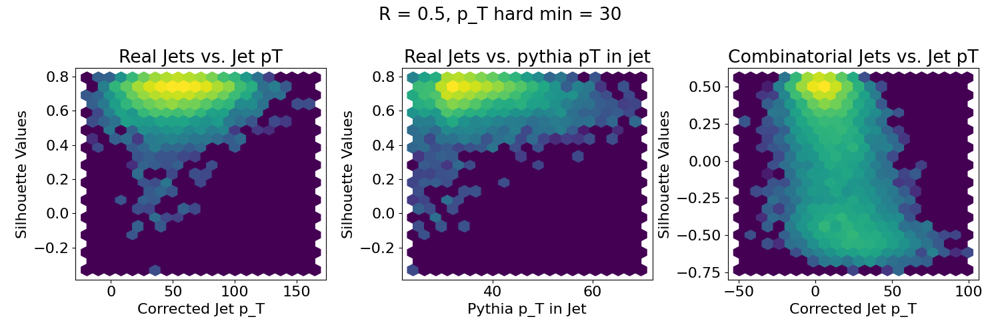 R = 0.5, p_T hard min = 30
Real Jets vs. Jet pT
Real Jets vs. pythia pT in jet
Combinatorial Jets vs. Jet pT
Silhouette Values
0.8
0.6
0.4
0.2
0.0
−0.2
0
50
100
150
Corrected Jet p_T
Silhouette Values
0.8
0.6
0.4
0.2
0.0
−0.2
40
60
Pythia p_T in Jet
Silhouette Values
0.50
0.25
0.00
−0.25
−0.50
−0.75
−50
0
50
100
Corrected Jet p_T